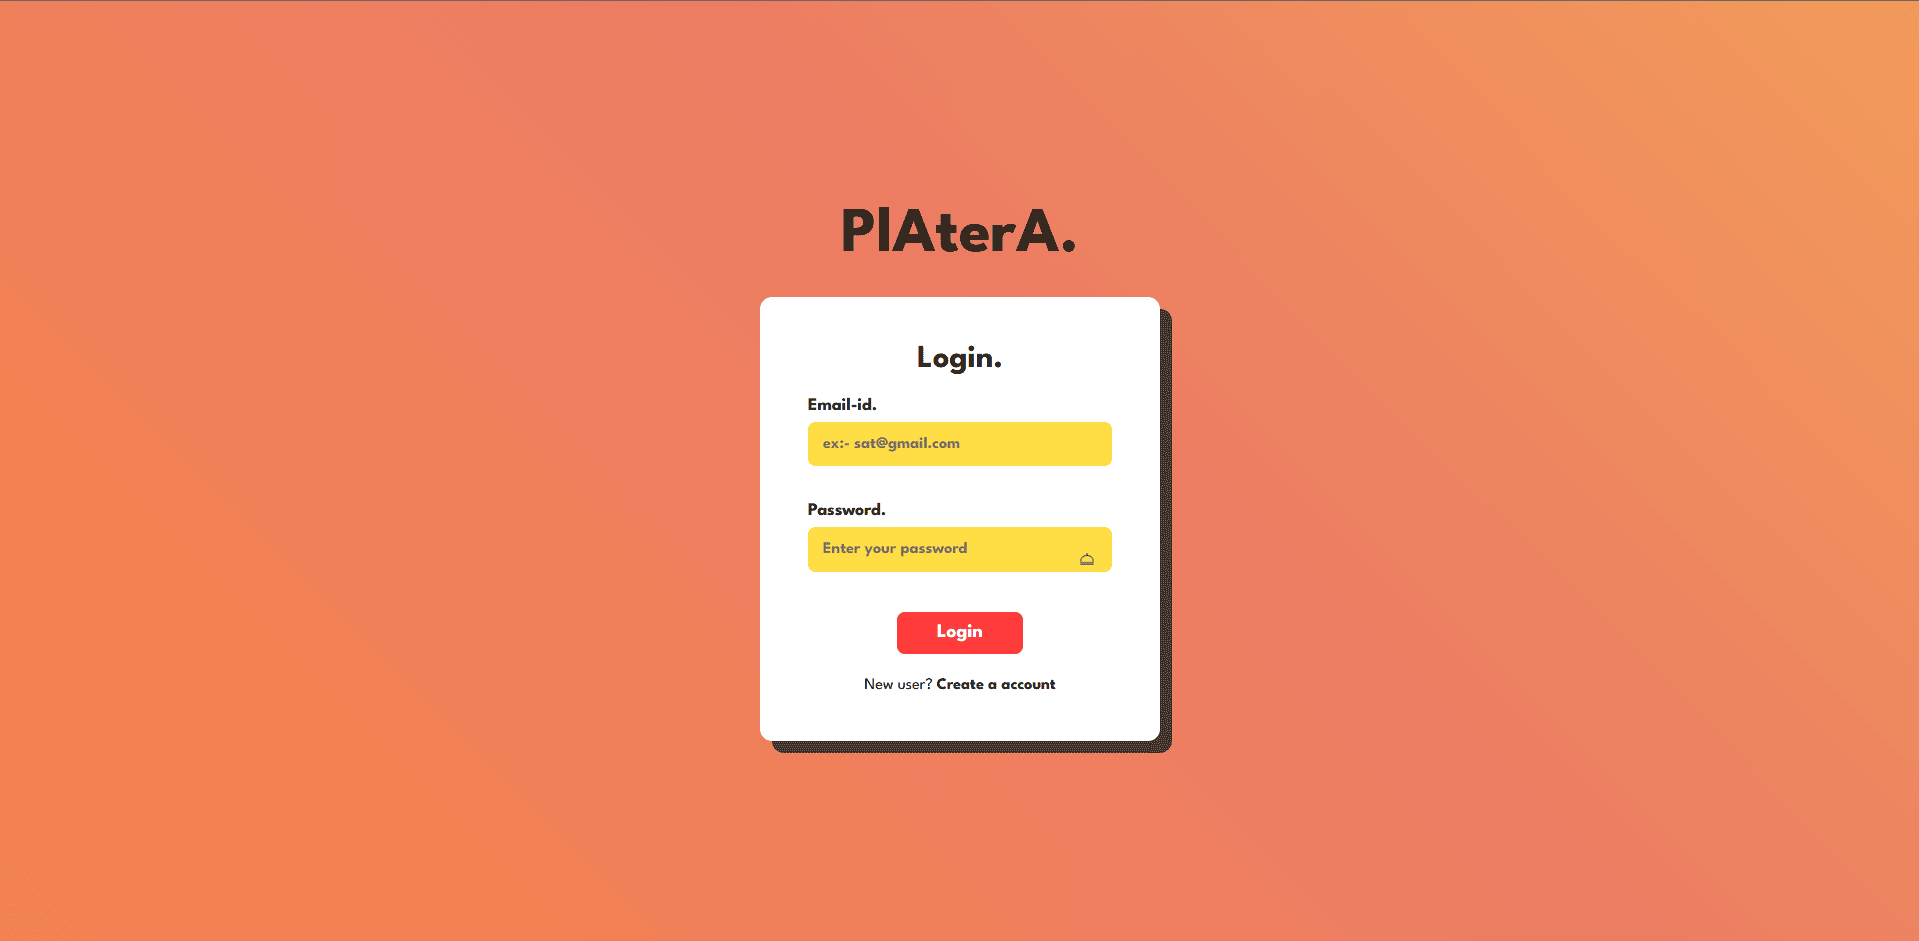 PlAterA.
Login.
Email-id.
ex:- sat@gmail.com
Password.
Enter your password
Login
New user? Create a account